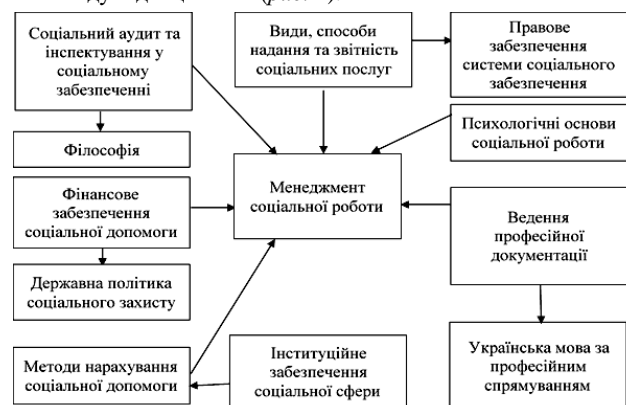 Соціальний аудит та
інспектування у
соціальному
забезпеченні
Види, способи
надання та звітність
соціальних послуг
Правове
забезпечення
системи соціального
забезпечення
Філософія
Психологічні основи
соціальної роботи
Менеджмент
соціальної роботи
Фінансове
забезпечення
соціальної допомоги
Ведення
професійної
документації
Державна політика
соціального захисту
Методи нарахування
соціальної допомоги
Інституційне
забезпечення
соціальної сфери
Українська мова за
професійним
спрямуванням